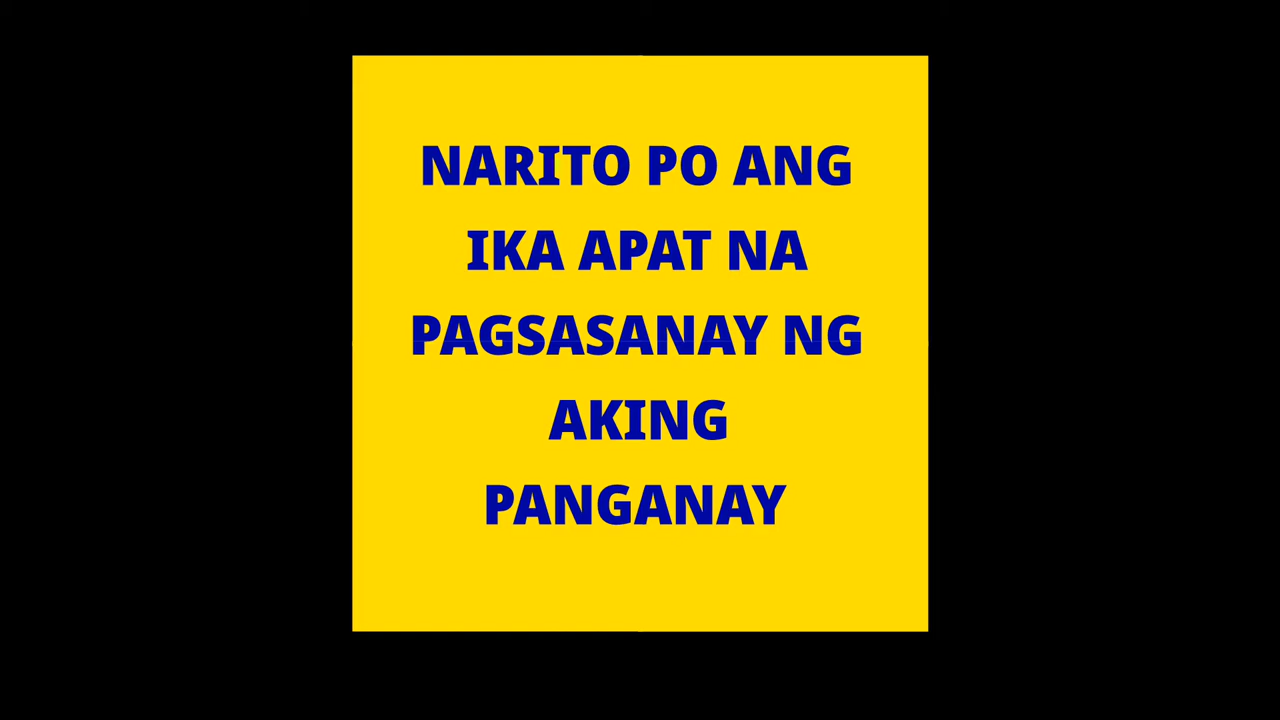 NARITO PO ANG
IKA APAT NA
PAGSASANAY NG
AKING
PANGANAY